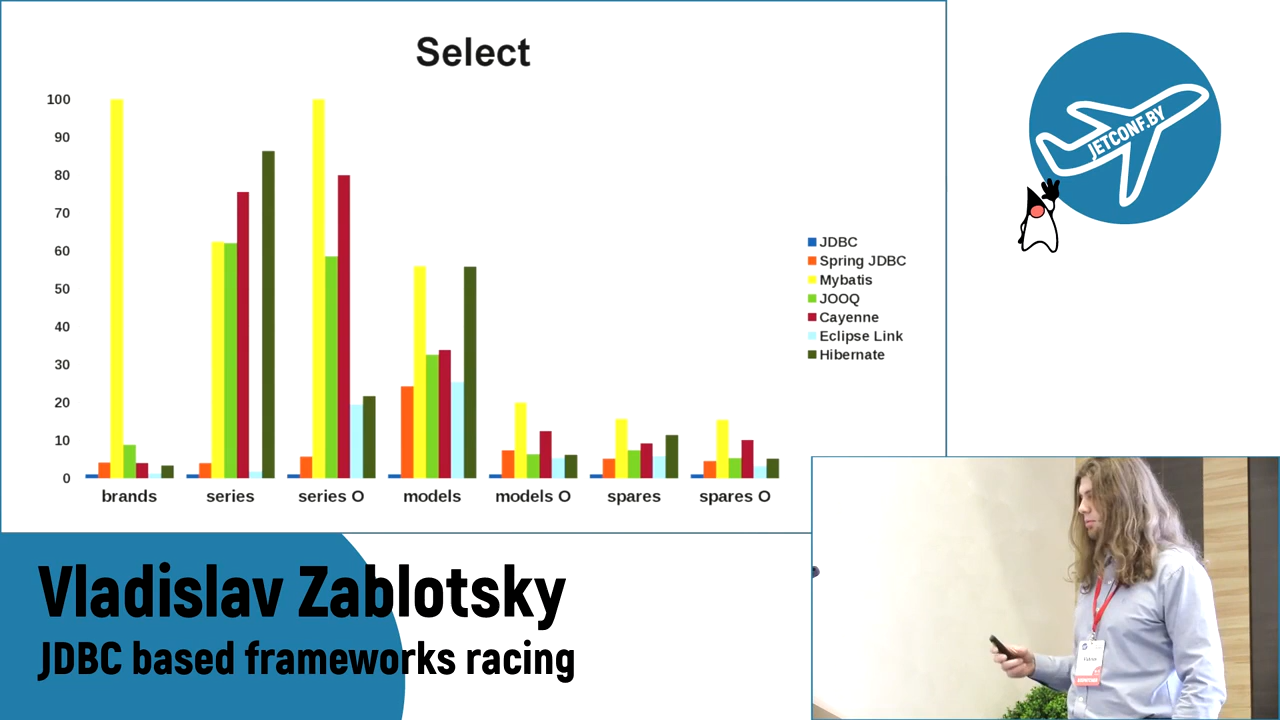 Select
100
90
80
70
60
50
40
30
20
10
0
brands series series O models models O spares spares O
JDBC
Spring JDBC
Mybatis
JOOQ
Cayenne
Eclipse Link
Hibernate
JETCONF.BY
Vladislav Zablotsky
JDBC based frameworks racing